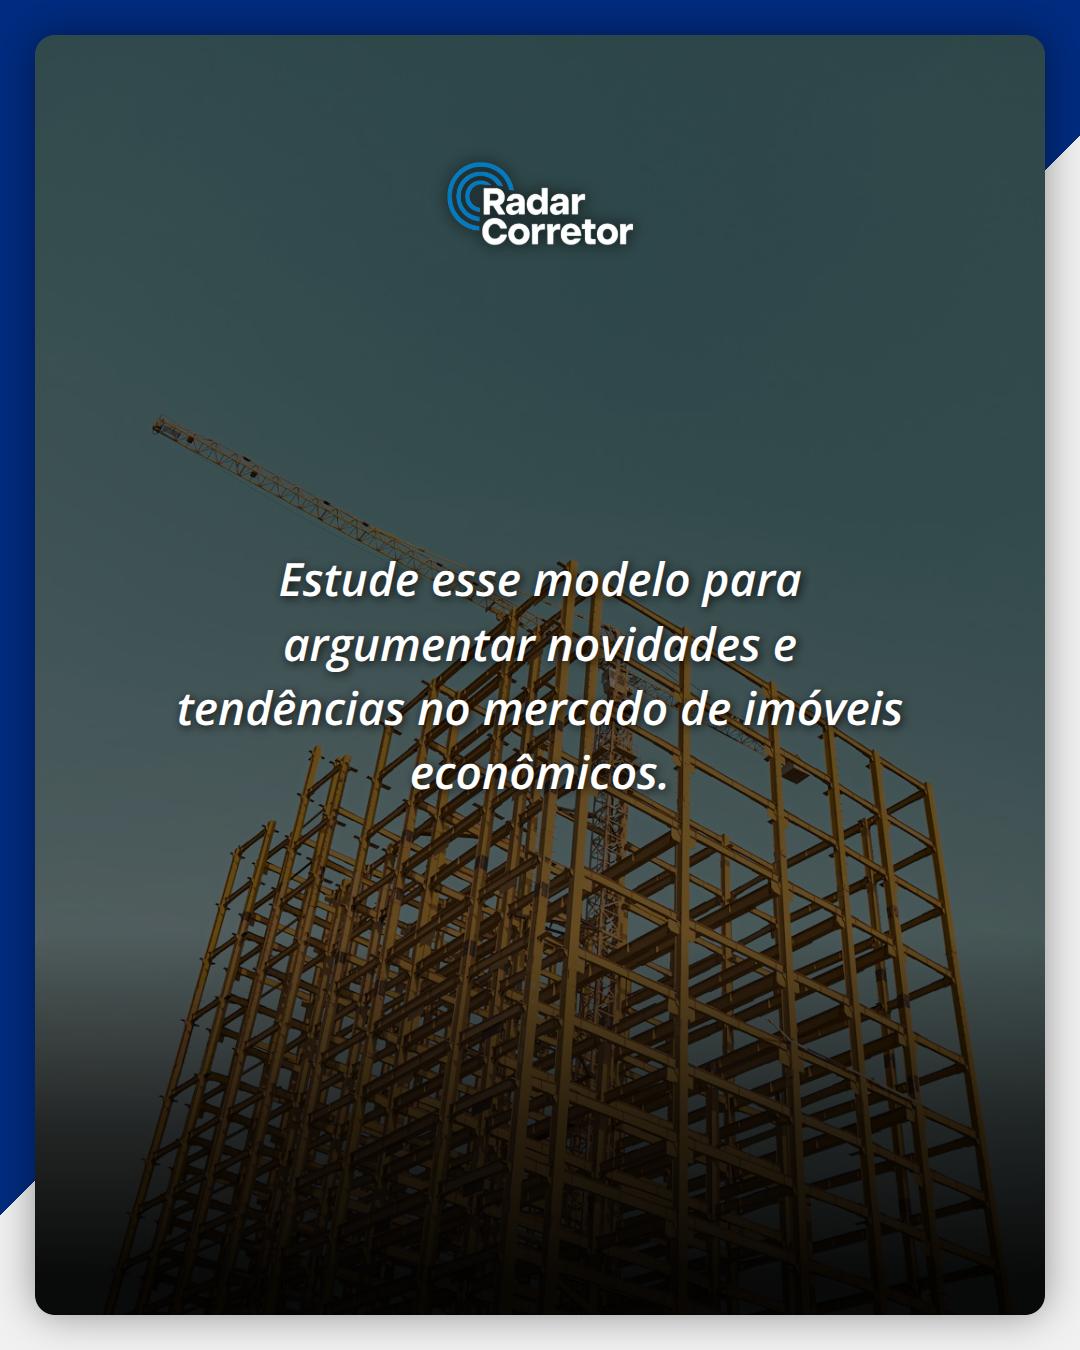 Radar
Corretor
Estude esse modelo para
argumentar novidades e
tendências no mercado de imóveis
econômicos.